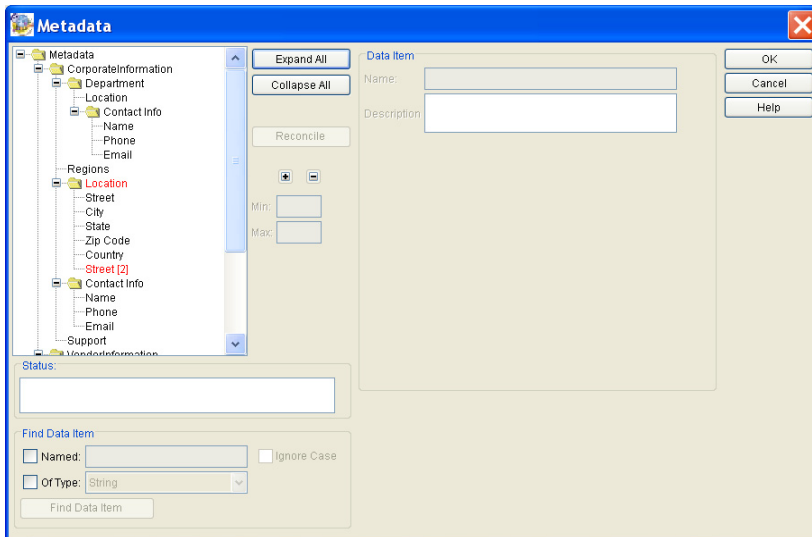 Metadata
Metadata
CorporateInformation
Department
Location
Contact Info
Name
Phone
Email
Regions
Location
Street
City
State
Zip Code
Country
Street [2]
Contact Info
Name
Phone
Email
Support
VendorInformation
Expand All
Collapse All
Reconcile
Min:
Max:
Data Item
Name:
Description
OK
Cancel
Help
Status:
Find Data Item
Named:
Ignore Case
Of Type: String
Find Data Item